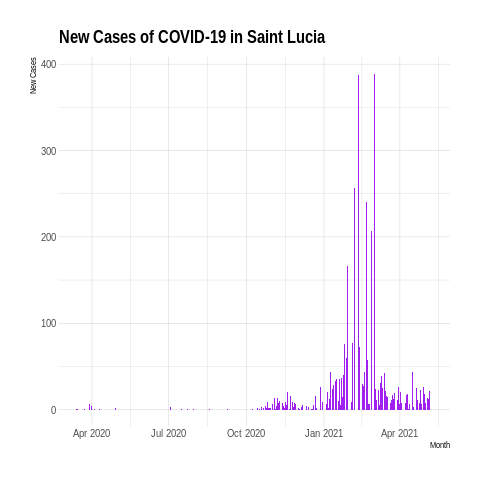 New Cases of COVID-19 in Saint Lucia
New Cases
400
300
200
100
0
Apr 2020 Jul 2020 Oct 2020 Jan 2021 Apr 2021
Month